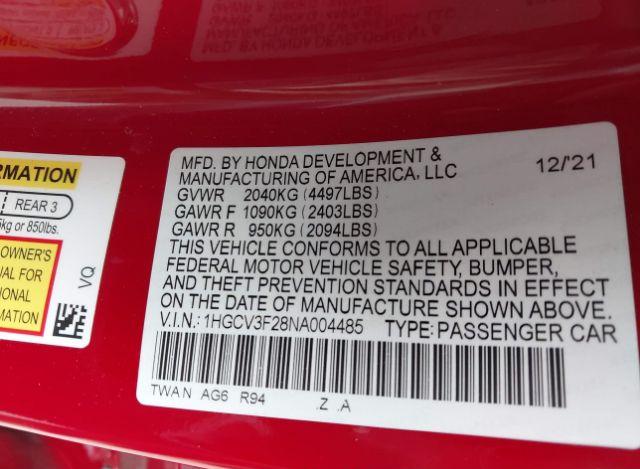 RMATION
REAR 3
kg or 850lbs.
OWNER'S
AL FOR
ONAL
ION
VQ
MFD. BY HONDA DEVELOPMENT &
MANUFACTURING OF AMERICA, LLC 12/'21
GVWR 2040KG (4497LBS)
GAWR F 1090KG (2403LBS)
GAWR R 950KG (2094LBS)
THIS VEHICLE CONFORMS TO ALL APPLICABLE
FEDERAL MOTOR VEHICLE SAFETY, BUMPER,
AND THEFT PREVENTION STANDARDS IN EFFECT
ON THE DATE OF MANUFACTURE SHOWN ABOVE.
V.I.N.: 1HGCV3F28NA004485 TYPE: PASSENGER CAR
TWA N AG6 R94 .Z .A